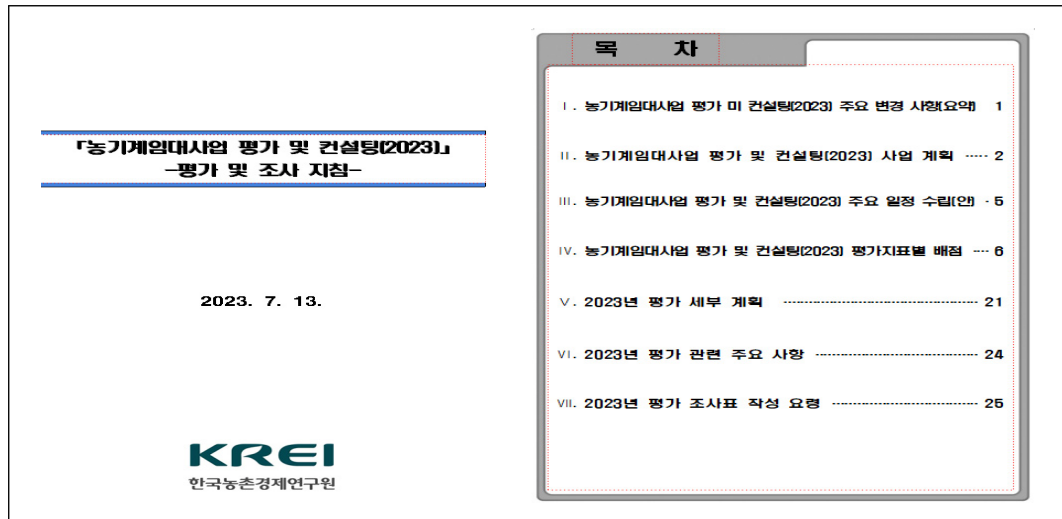 「농기계임대사업 평가 및 컨설팅(2023)」
-평가 및 조사 지침-
2023. 7. 13.
KREI
한국농촌경제연구원
목 차
Ⅰ. 농기계임대사업 평가 미 컨설팅(2023) 주요 변경 사항(요약) 1
Ⅱ. 농기계임대사업 평가 및 컨설팅(2023) 사업 계획 ····· 2
Ⅲ. 농기계임대사업 평가 및 컨설팅(2023) 주요 일정 수립(안) · 5
Ⅳ. 농기계임대사업 평가 및 컨설팅(2023) 평가지표별 배점 ···· 6
Ⅴ. 2023년 평가 세부 계획 ················································ 21
Ⅵ. 2023년 평가 관련 주요 사항 ········································ 24
Ⅶ. 2023년 평가 조사표 작성 요령 ···································· 25